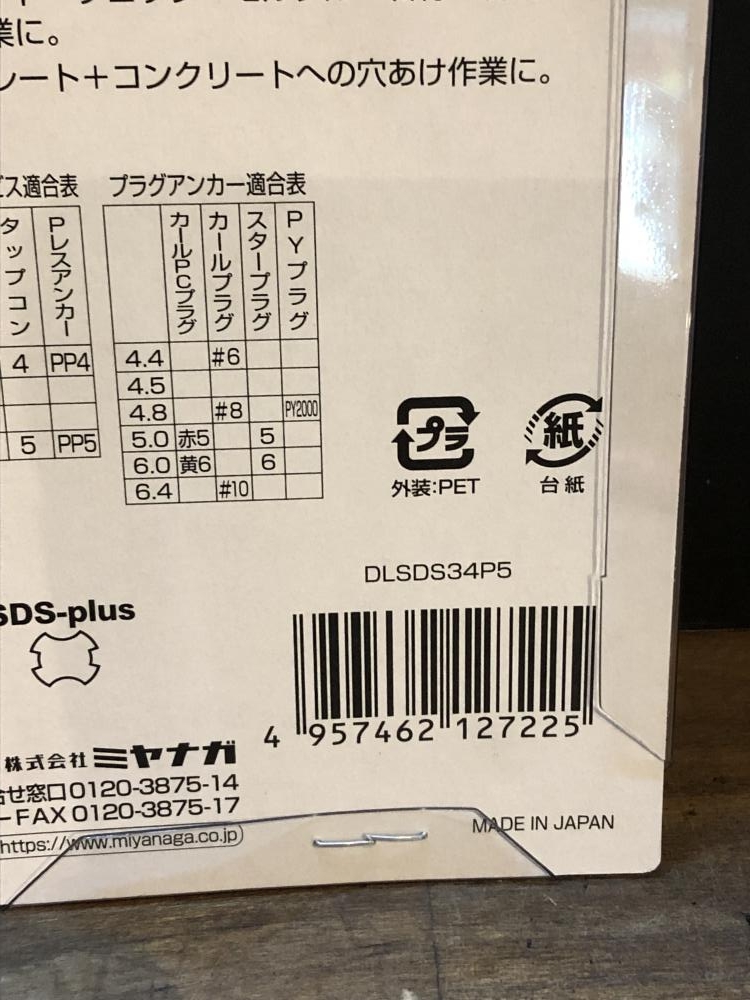 業に。
レート＋コンクリートへの穴あけ作業に。
ビス適合表
タップコン Pレスアンカー
4 PP4
5 PP5
プラグアンカー適合表
カールPCプラグ カールプラグ スタープラグ PYプラグ
4.4 #6
4.5
4.8 #8 PY2000
5.0 赤5 5
6.0 黄6 6
6.4 #10
プラ
外装:PET
紙
台紙
DLSDS34P5
4 957462 127225
SDS-plus
株式会社ミヤナガ
合せ窓口0120-3875-14
FAX 0120-3875-17
https://www.miyanaga.co.jp
MADE IN JAPAN